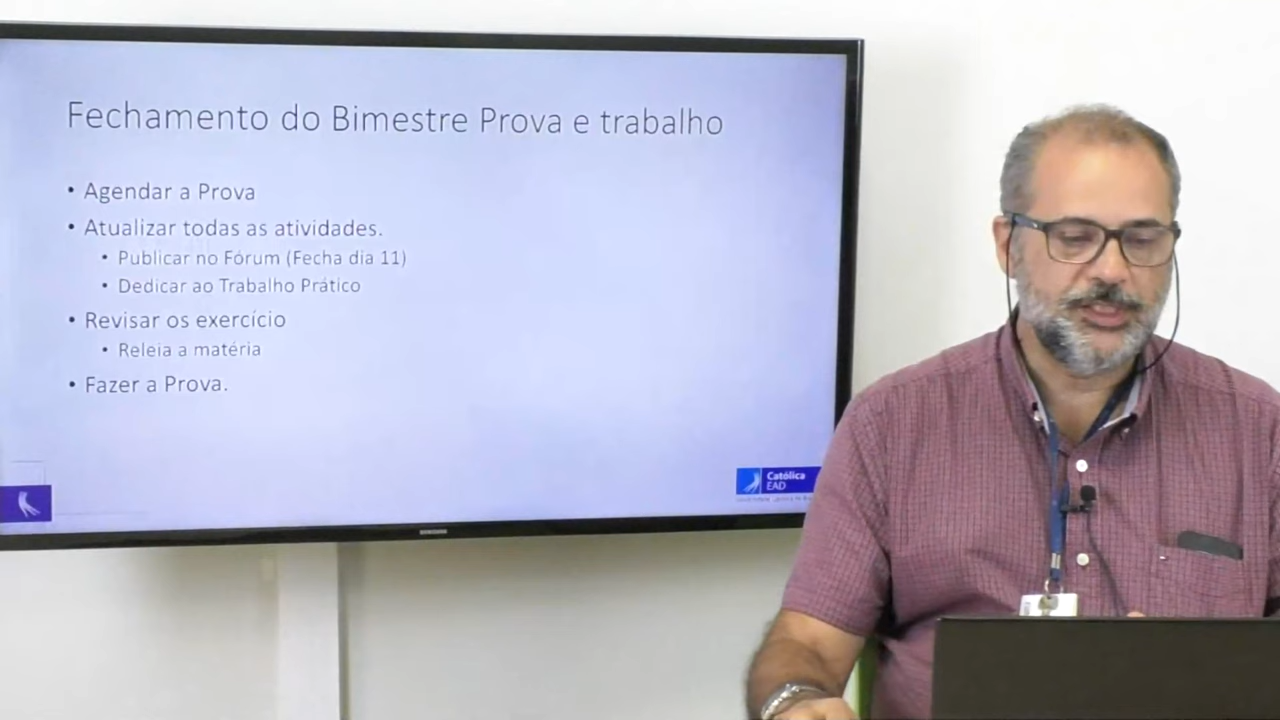 Fechamento do Bimestre Prova e trabalho
• Agendar a Prova
• Atualizar todas as atividades.
• Publicar no Fórum (Fecha dia 11)
• Dedicar ao Trabalho Prático
• Revisar os exercício
• Releia a matéria
• Fazer a Prova.
Católica
EAD